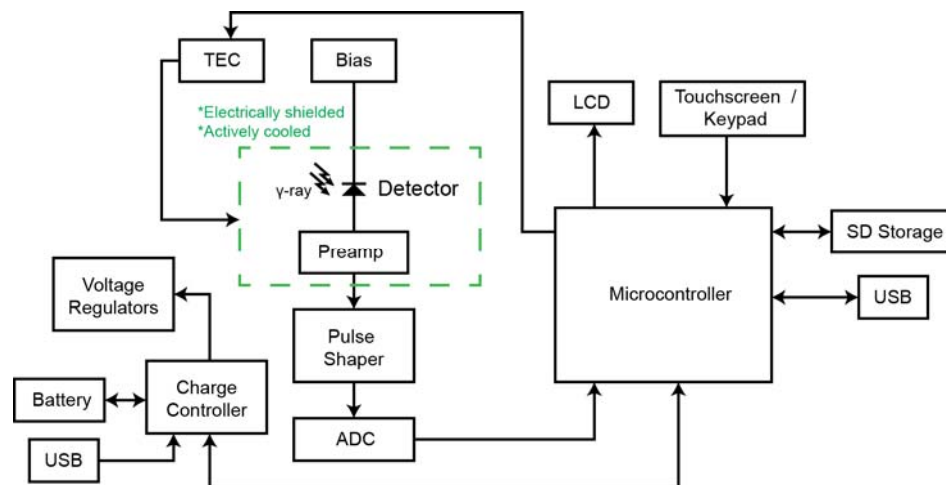 TEC
Bias
LCD
Touchscreen /
Keypad
*Electrically shielded
*Actively cooled
γ-ray
Detector
Preamp
SD Storage
Microcontroller
USB
Voltage
Regulators
Pulse
Shaper
Battery
Charge
Controller
ADC
USB